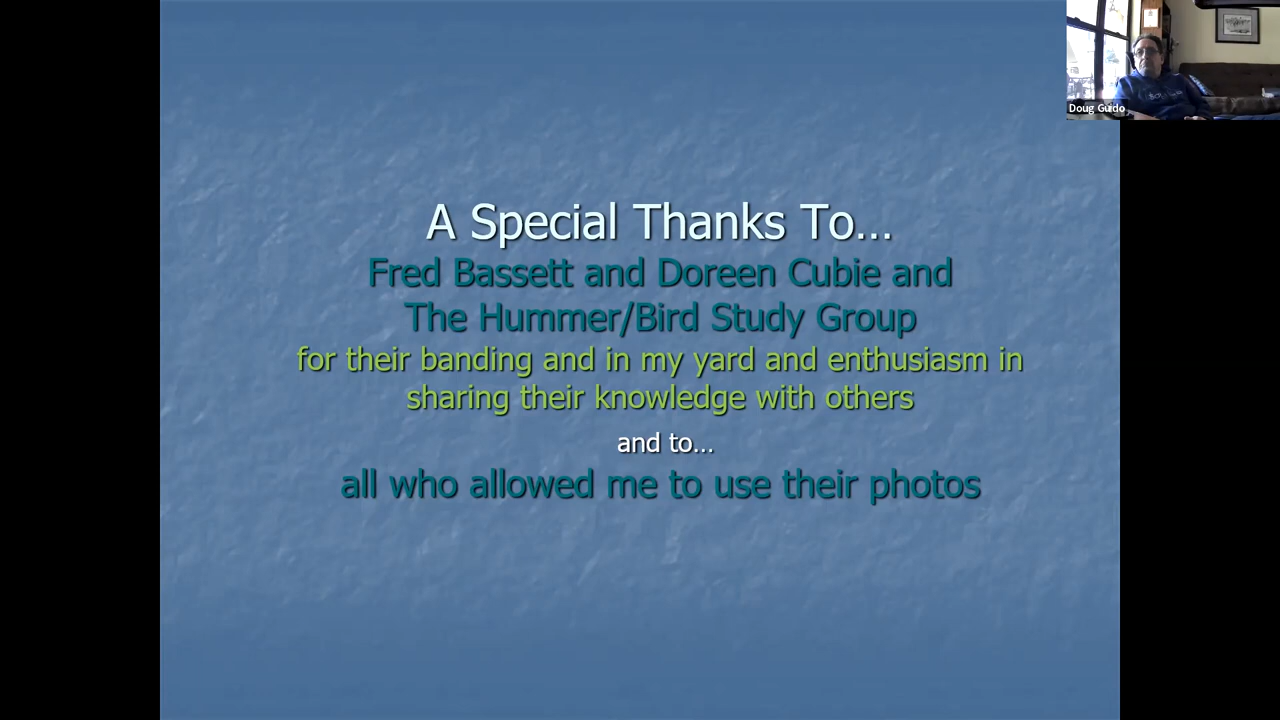 A Special Thanks To...
Fred Bassett and Doreen Cubie and
The Hummer/Bird Study Group
for their banding and in my yard and enthusiasm in
sharing their knowledge with others
and to...
all who allowed me to use their photos
Doug Guido